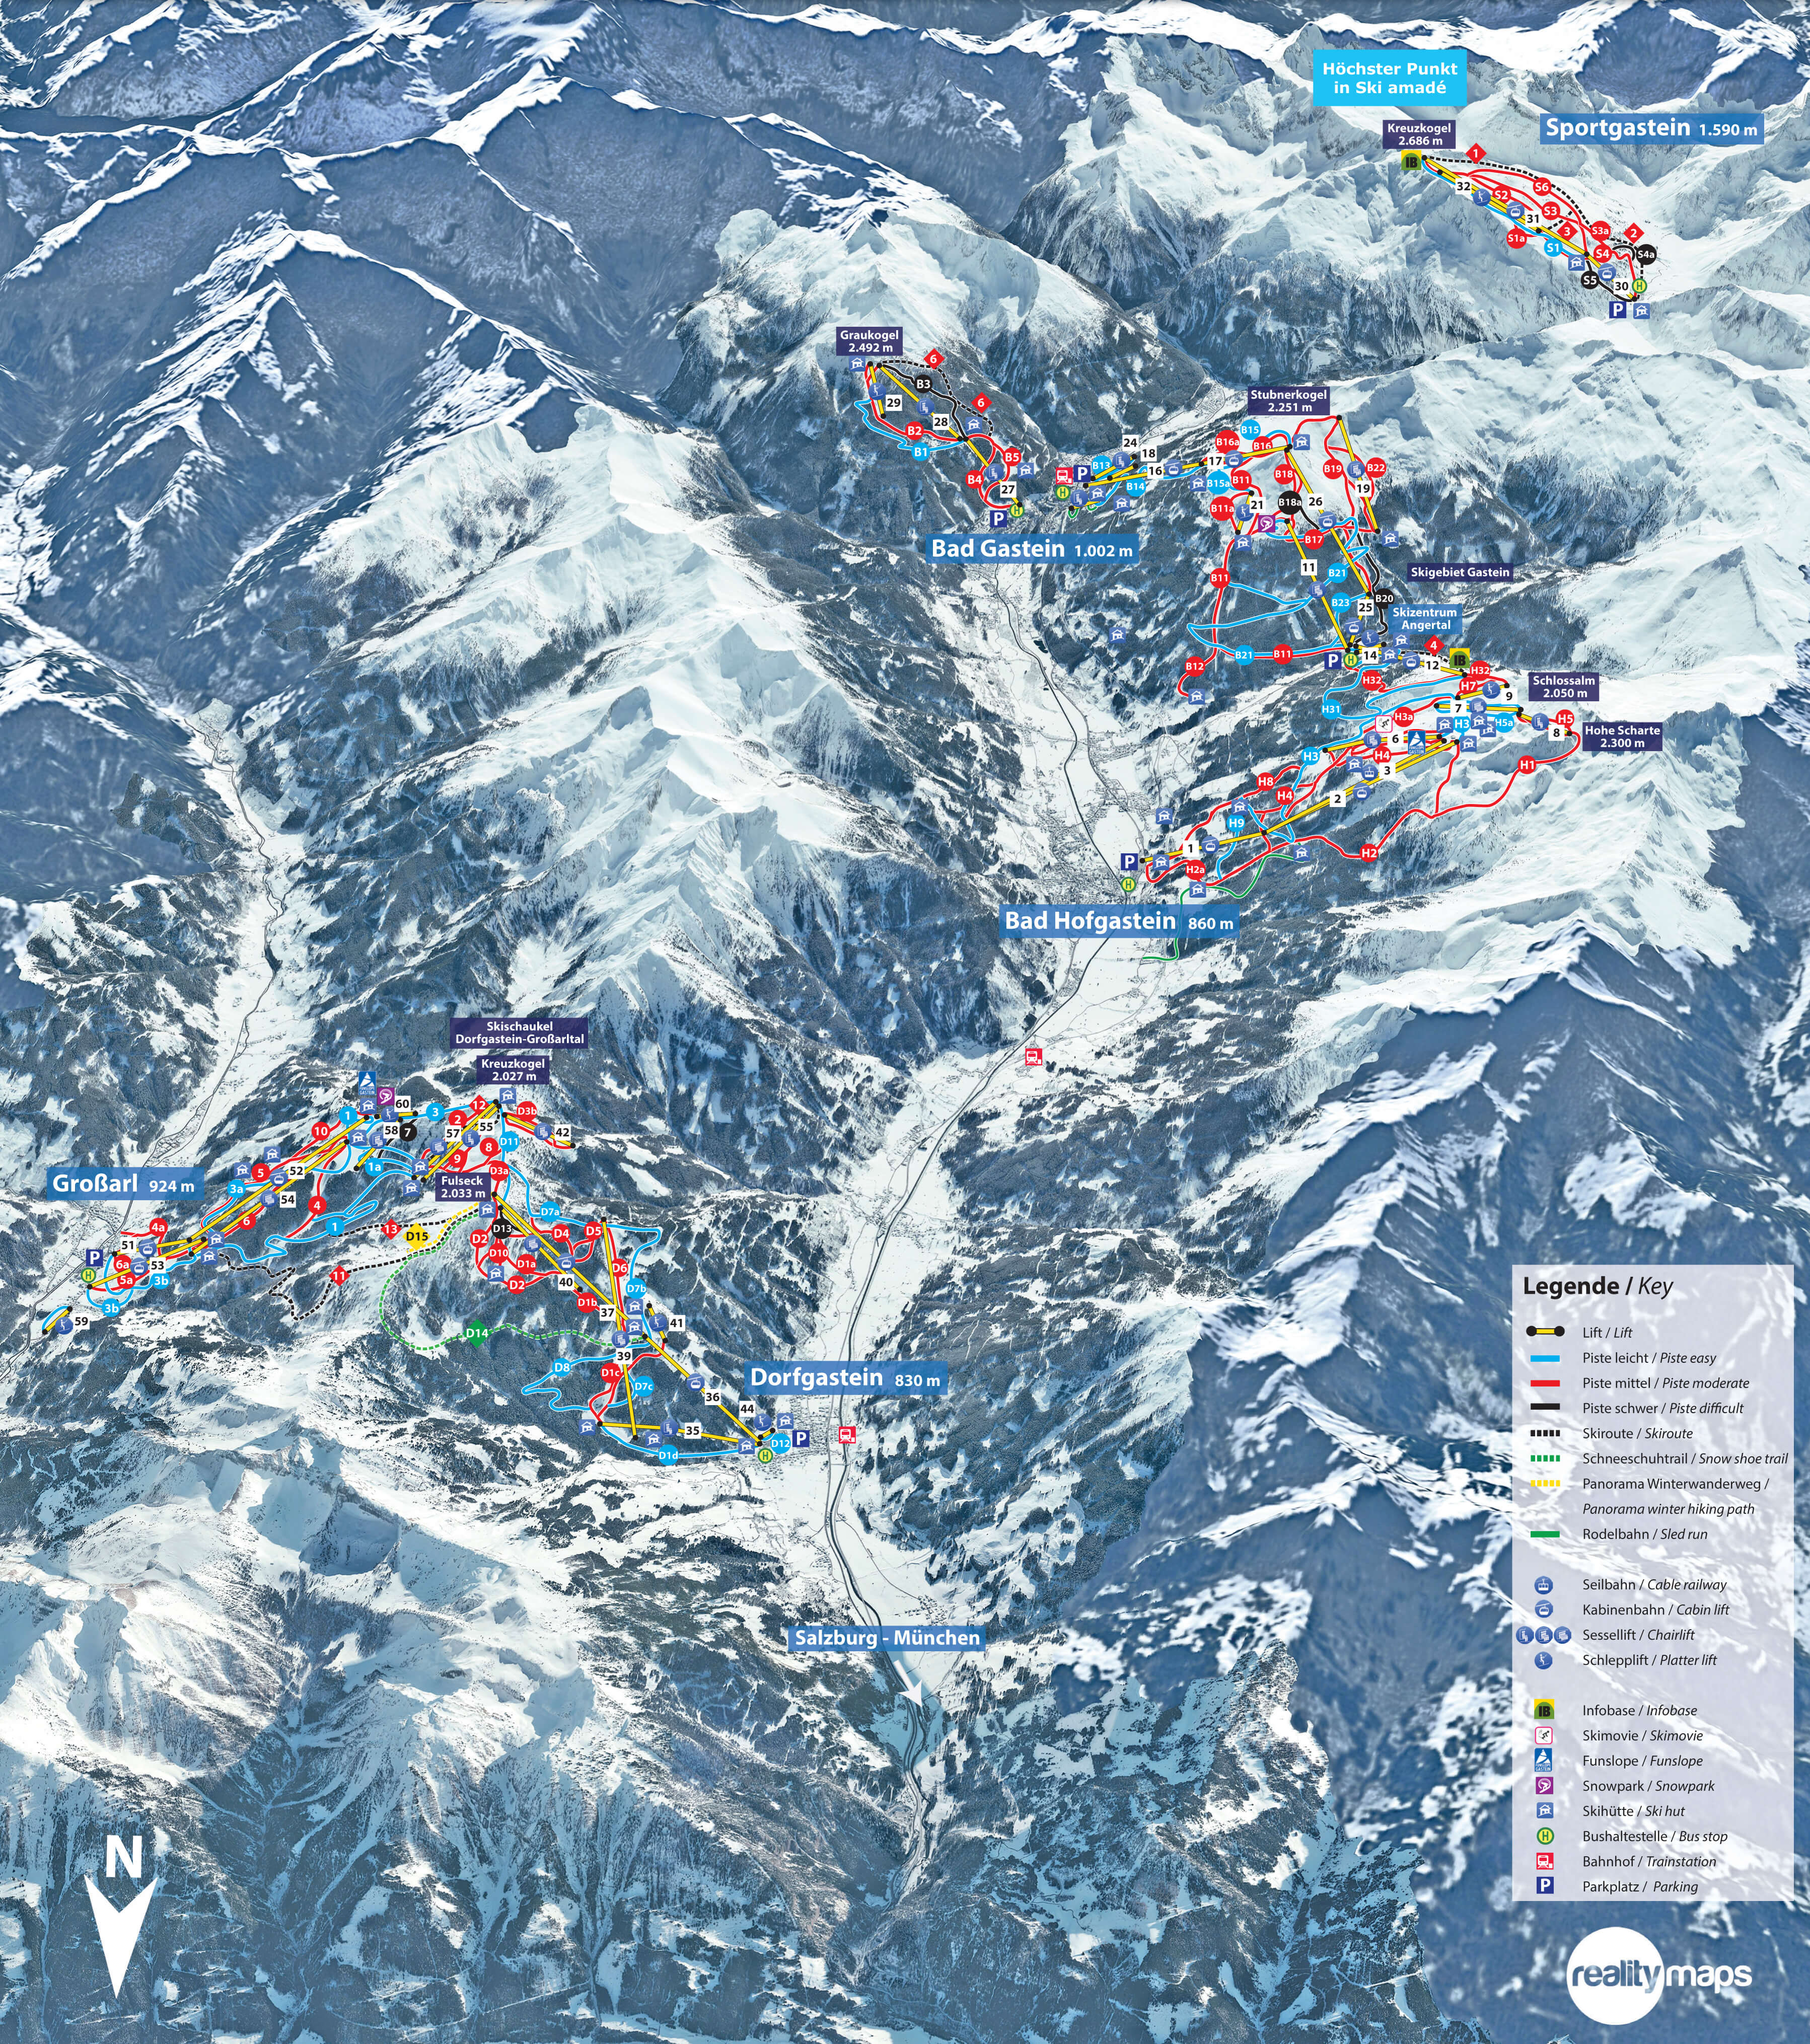 Höchster Punkt
in Ski amadé
Kreuzkogel
2.686 m
Sportgastein 1.590 m
IB
1
32
S2
S6
31
S3
S1a
3
S3a
2
S1
S4
S4a
S5
30
H
P
Graukogel
2.492 m
6
B3
29
6
28
B2
B1
B5
B4
27
P
H
Bad Gastein 1.002 m
24
18
B13
P
16
B14
H
Stubnerkogel
2.251 m
B15
B16a
B16
17
B15a
B11
B18
B19
B22
19
B18a
26
21
B11a
B17
11
B21
B11
B23
B20
25
Skigebiet Gastein
Skizentrum
Angertal
B21
B11
P
H
14
4
12
IB
B12
H32
H32
H7
9
Schlossalm
2.050 m
H31
7
H3a
H3
H5a
H5
8
Hohe Scharte
2.300 m
6
H3
H4
3
H1
H8
H4
2
H9
1
P
H2
H2a
H
Bad Hofgastein 860 m
Skischaukel
Dorfgastein-Großarltal
Kreuzkogel
2.027 m
60
1
3
12
D3b
10
58
7
2
57
55
42
D11
8
9
5
52
1a
D3a
Großarl 924 m
3a
54
Fulseck
2.033 m
4
6
1
13
D15
D7a
4a
D13
D2
D4
D5
51
P
D10
6a
53
D1a
D6
H
5a
3b
11
D2
40
D7b
3b
D1b
37
59
D14
41
39
D8
D1c
D7c
Dorfgastein 830 m
36
44
35
D12
P
D1d
H
Salzburg - München
N
Legende / Key
Lift / Lift
Piste leicht / Piste easy
Piste mittel / Piste moderate
Piste schwer / Piste difficult
Skiroute / Skiroute
Schneeschuhtrail / Snow shoe trail
Panorama Winterwanderweg /
Panorama winter hiking path
Rodelbahn / Sled run
Seilbahn / Cable railway
Kabinenbahn / Cabin lift
Sessellift / Chairlift
Schlepplift / Platter lift
IB Infobase / Infobase
Skimovie / Skimovie
Funslope / Funslope
Snowpark / Snowpark
Skihütte / Ski hut
H Bushaltestelle / Bus stop
Bahnhof / Trainstation
P Parkplatz / Parking
realitymaps